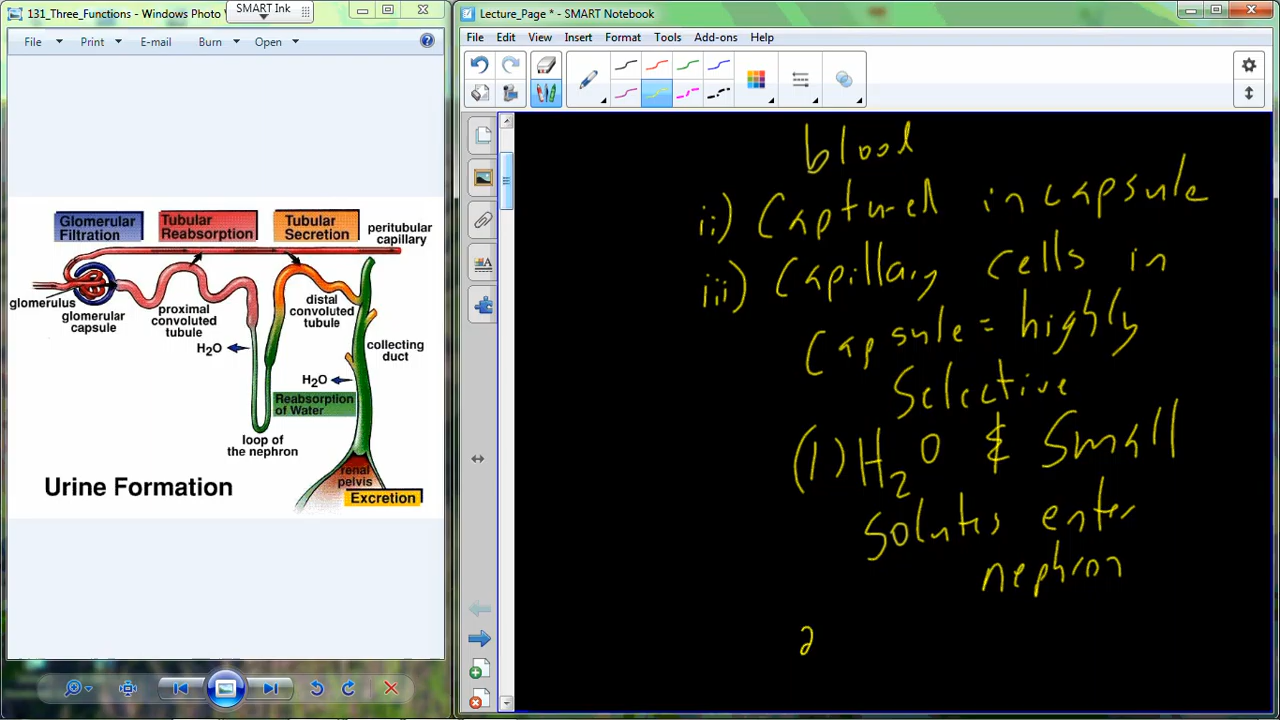 131_Three_Functions - Windows Photo
SMART Ink
File Print E-mail Burn Open
Glomerular
Filtration
Tubular
Reabsorption
Tubular
Secretion
peritubular
capillary
glomerulus
glomerular
capsule
proximal
convoluted
tubule
distal
convoluted
tubule
H2O
collecting
duct
H2O
Reabsorption
of Water
loop of
the nephron
renal
pelvis
Urine Formation
Excretion
Lecture_Page * - SMART Notebook
File Edit View Insert Format Tools Add-ons Help
blood
ii) Captured in capsule
iii) Capillary cells in
Capsule = highly
Selective
(1) H2O & Small
Solutes enter
nephron
2